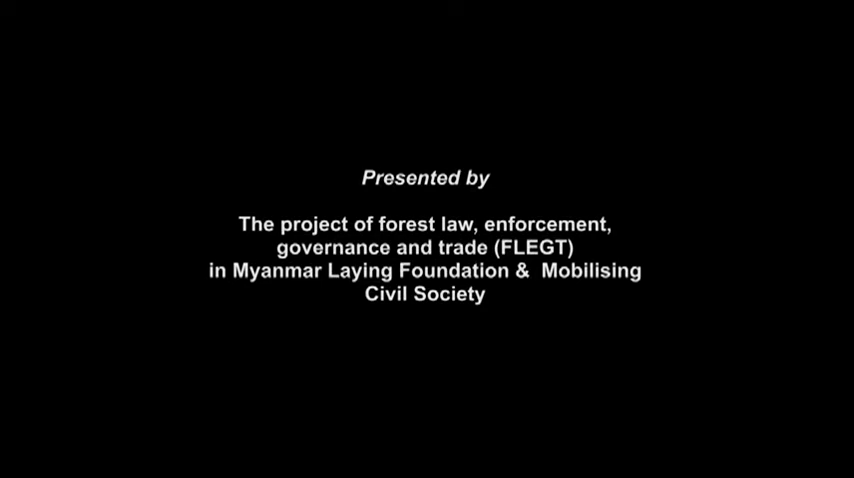 Presented by
The project of forest law, enforcement,
governance and trade (FLEGT)
in Myanmar Laying Foundation & Mobilising
Civil Society